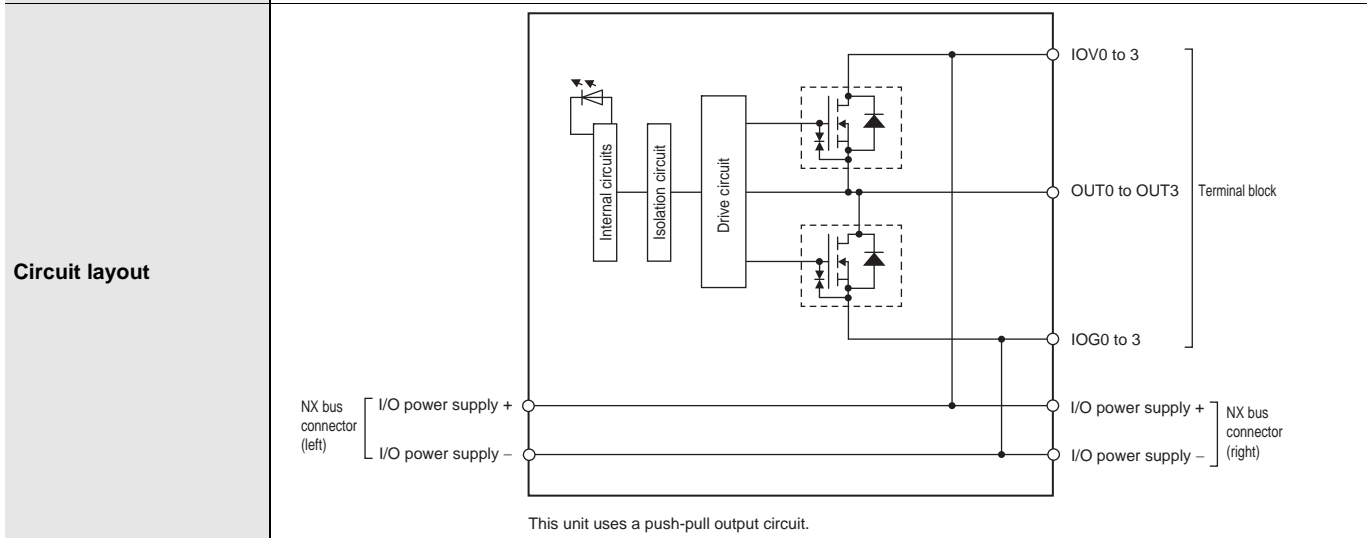 Circuit layout
Internal circuits
Isolation circuit
Drive circuit
IOV0 to 3
OUT0 to OUT3
Terminal block
IOG0 to 3
NX bus
connector
(left)
I/O power supply +
I/O power supply −
I/O power supply +
I/O power supply −
NX bus
connector
(right)
This unit uses a push-pull output circuit.